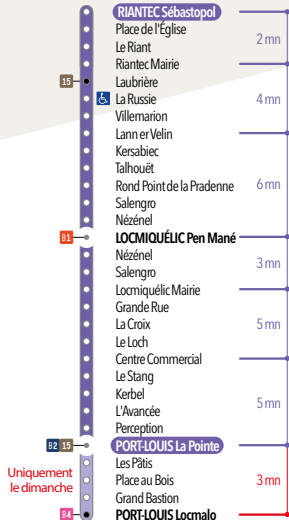 RIANTEC Sébastopol
Place de l'Église
2 mn
Le Riant
Riantec Mairie
15 Laubrière
La Russie
4 mn
Villemarion
Lann er Velin
Kersabiec
Talhouët
Rond Point de la Pradenne
6 mn
Salengro
Nézénel
B1 LOCMIQUÉLIC Pen Mané
Nézénel
3 mn
Salengro
Locmiquélic Mairie
Grande Rue
La Croix
5 mn
Le Loch
Centre Commercial
Le Stang
Kerbel
5 mn
L'Avancée
Perception
B2 15 PORT-LOUIS La Pointe
Les Pâtis
Uniquement
le dimanche
Place au Bois
3 mn
Grand Bastion
B4 PORT-LOUIS Locmalo